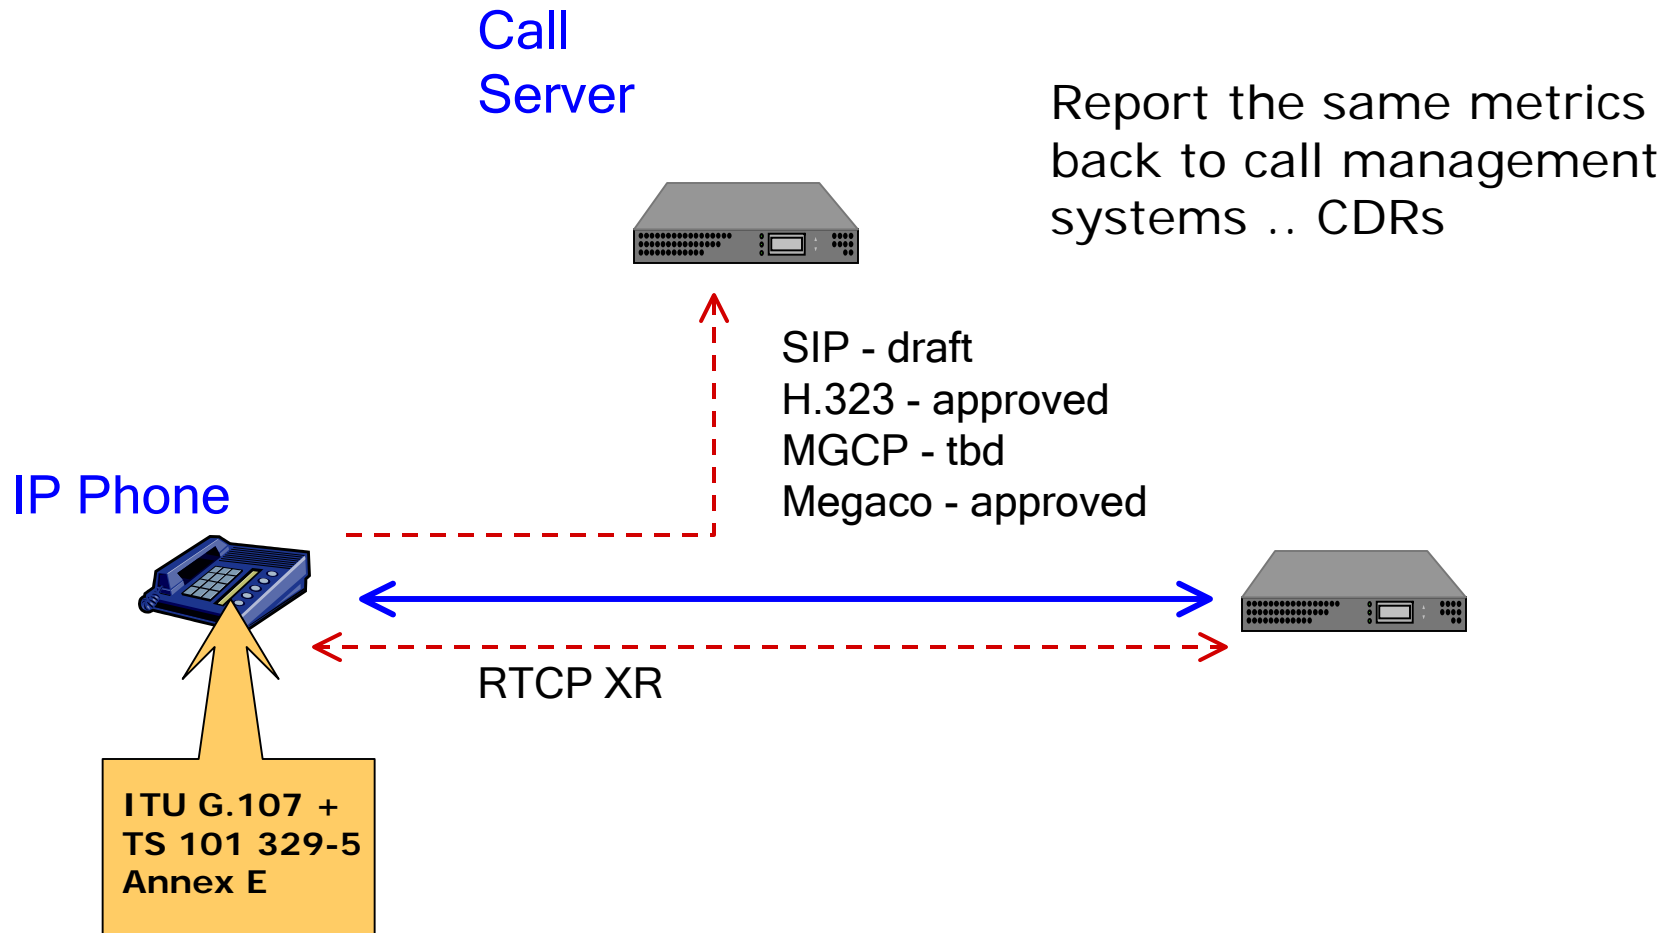 Call
Server
Report the same metrics
back to call management
systems .. CDRs
SIP - draft
H.323 - approved
MGCP - tbd
Megaco - approved
IP Phone
RTCP XR
ITU G.107 +
TS 101 329-5
Annex E